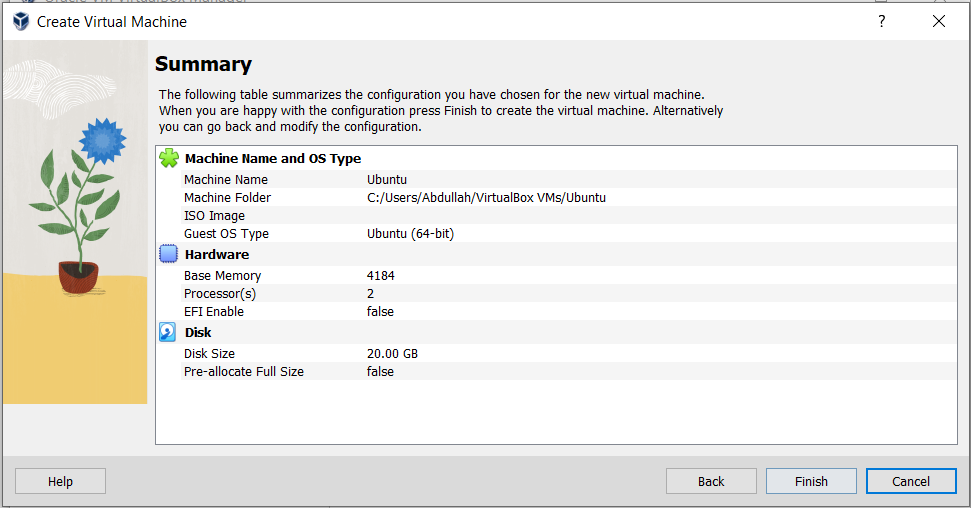 Oracle VM VirtualBox Manager
Create Virtual Machine
?
Summary
The following table summarizes the configuration you have chosen for the new virtual machine.
When you are happy with the configuration press Finish to create the virtual machine. Alternatively
you can go back and modify the configuration.
Machine Name and OS Type
Machine Name Ubuntu
Machine Folder C:/Users/Abdullah/VirtualBox VMs/Ubuntu
ISO Image
Guest OS Type Ubuntu (64-bit)
Hardware
Base Memory 4184
Processor(s) 2
EFI Enable false
Disk
Disk Size 20.00 GB
Pre-allocate Full Size false
Help Back Finish Cancel